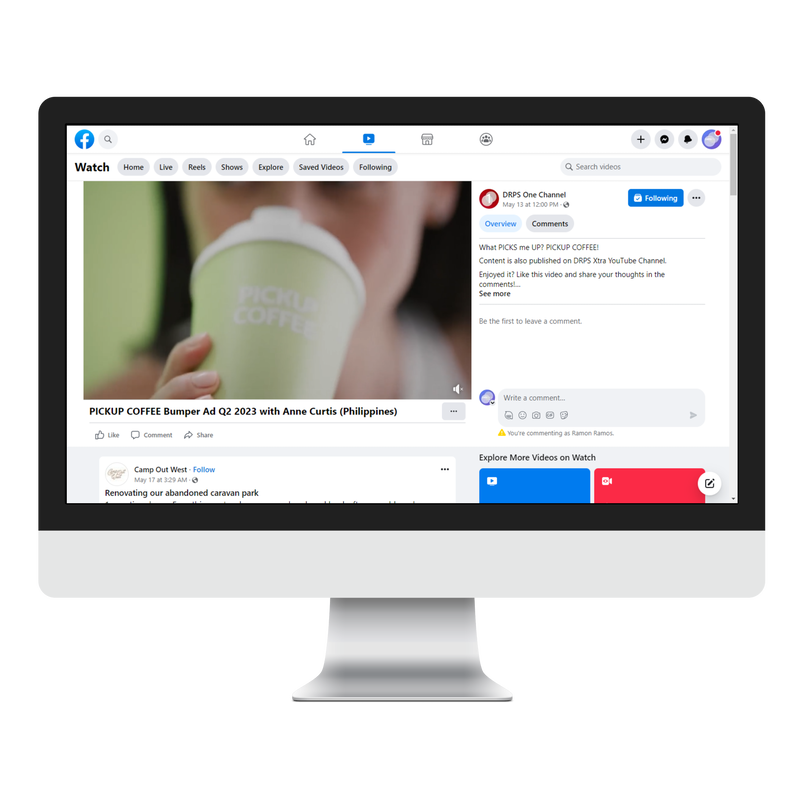 Watch
Home
Live
Reels
Shows
Explore
Saved Videos
Following
Search videos
PICKUP
COFFEE
DRPS One Channel
May 13 at 12:00 PM ·
Following
Overview
Comments
What PICKS me UP? PICKUP COFFEE!
Content is also published on DRPS Xtra YouTube Channel.
Enjoyed it? Like this video and share your thoughts in the
comments!...
See more
Be the first to leave a comment.
Write a comment...
GIF
You're commenting as Ramon Ramos.
PICKUP COFFEE Bumper Ad Q2 2023 with Anne Curtis (Philippines)
Like
Comment
Share
Camp Out West · Follow
May 17 at 3:29 AM ·
Renovating our abandoned caravan park
Explore More Videos on Watch